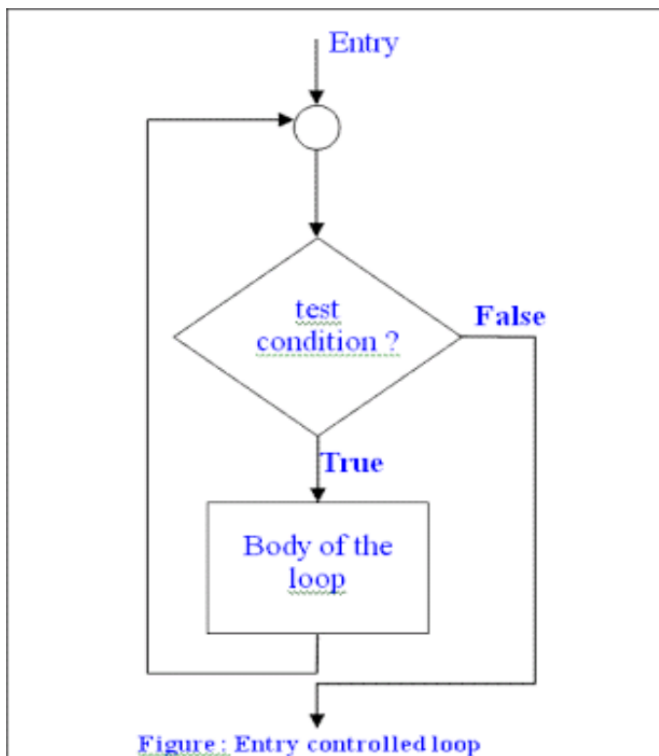 Entry
test
condition ?
False
True
Body of the
loop
Figure : Entry controlled loop